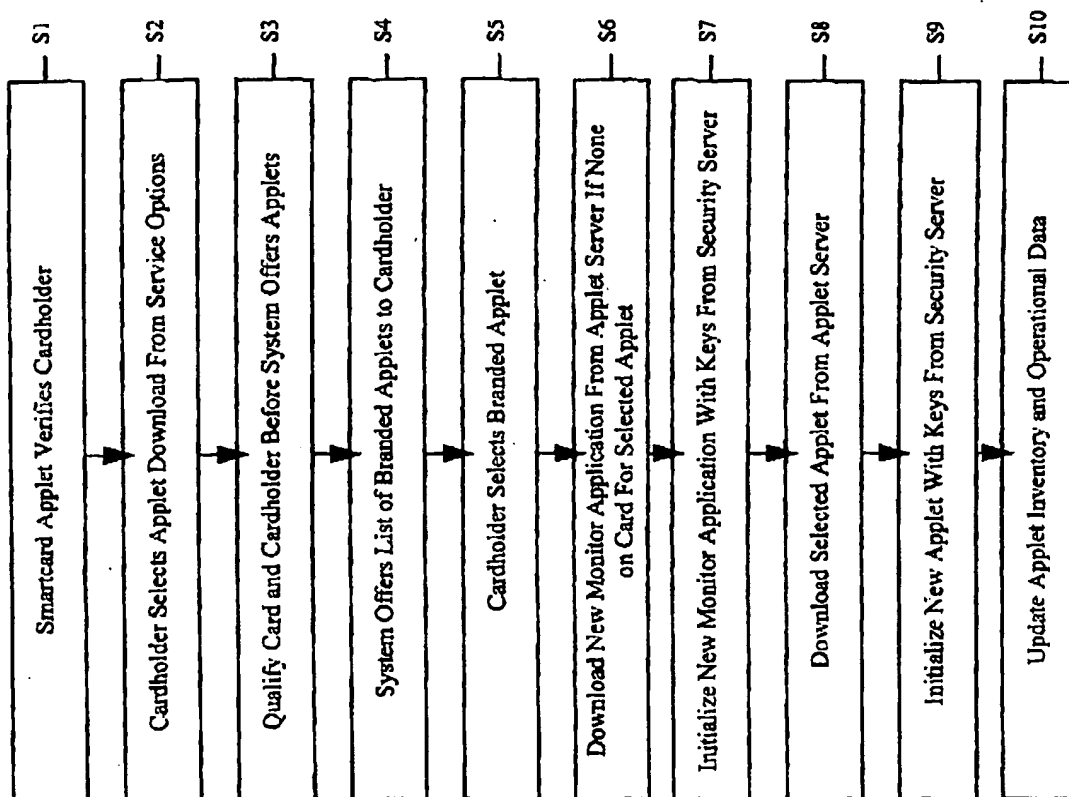 Smartcard Applet Verifies Cardholder
S1
Cardholder Selects Applet Download From Service Options
S2
Qualify Card and Cardholder Before System Offers Applets
S3
System Offers List of Branded Applets to Cardholder
S4
Cardholder Selects Branded Applet
S5
Download New Monitor Application From Applet Server If None
on Card For Selected Applet
S6
Initialize New Monitor Application With Keys From Security Server
S7
Download Selected Applet From Applet Server
S8
Initialize New Applet With Keys From Security Server
S9
Update Applet Inventory and Operational Data
S10